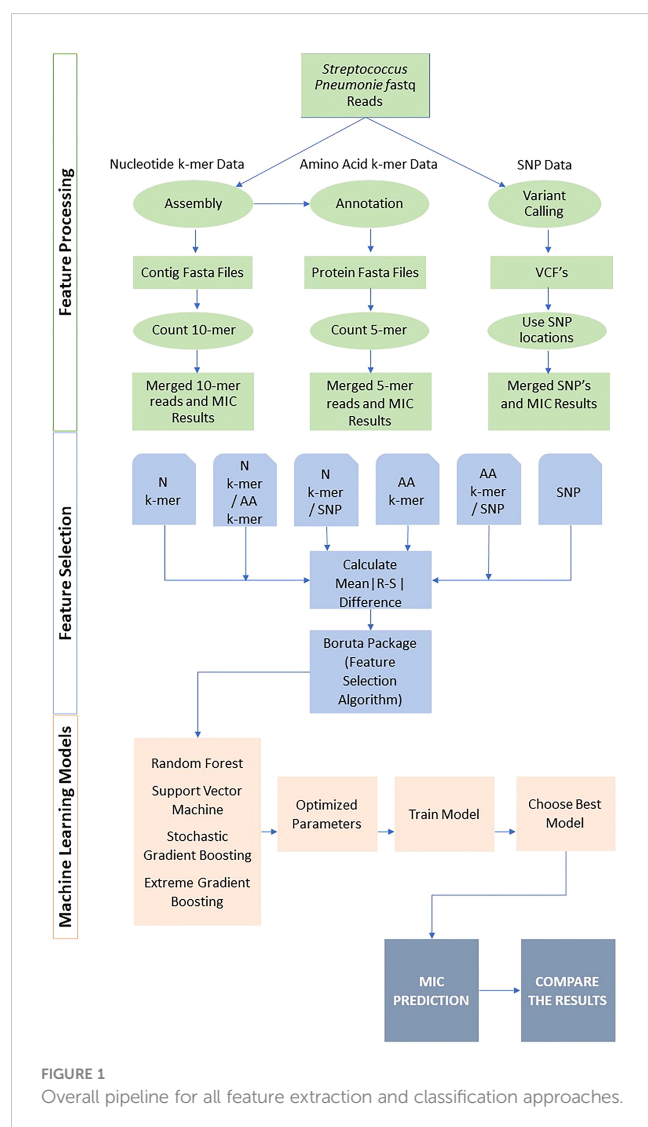 Streptococcus
Pneumonie fastq
Reads
Nucleotide k-mer Data
Amino Acid k-mer Data
SNP Data
Assembly
Annotation
Variant
Calling
Contig Fasta Files
Protein Fasta Files
VCF's
Count 10-mer
Count 5-mer
Use SNP
locations
Merged 10-mer
reads and MIC
Results
Merged 5-mer
reads and MIC
Results
Merged SNP's
and MIC Results
Feature Processing
N
k-mer
N
k-mer
/ AA
k-mer
N
k-mer
/ SNP
AA
k-mer
AA
k-mer
/ SNP
SNP
Calculate
Mean|R-S |
Difference
Boruta Package
(Feature
Selection
Algorithm)
Feature Selection
Random Forest
Support Vector
Machine
Stochastic
Gradient Boosting
Extreme Gradient
Boosting
Optimized
Parameters
Train Model
Choose Best
Model
Machine Learning Models
MIC
PREDICTION
COMPARE
THE RESULTS
FIGURE 1
Overall pipeline for all feature extraction and classification approaches.